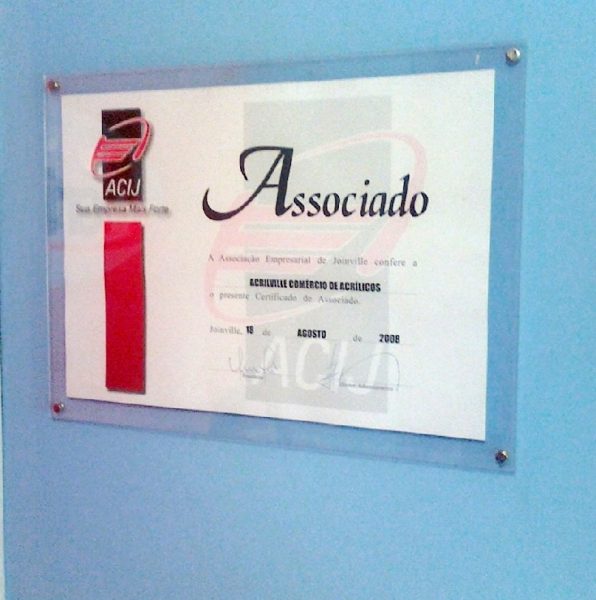 ACIJ
Sua Empresa Mais Forte
Associado
A Associação Empresarial de Joinville confere a
ACRILVILLE COMÉRCIO DE ACRÍLICOS
o presente Certificado de Associado.
Joinville, 18 de AGOSTO de 2008
ACIJ